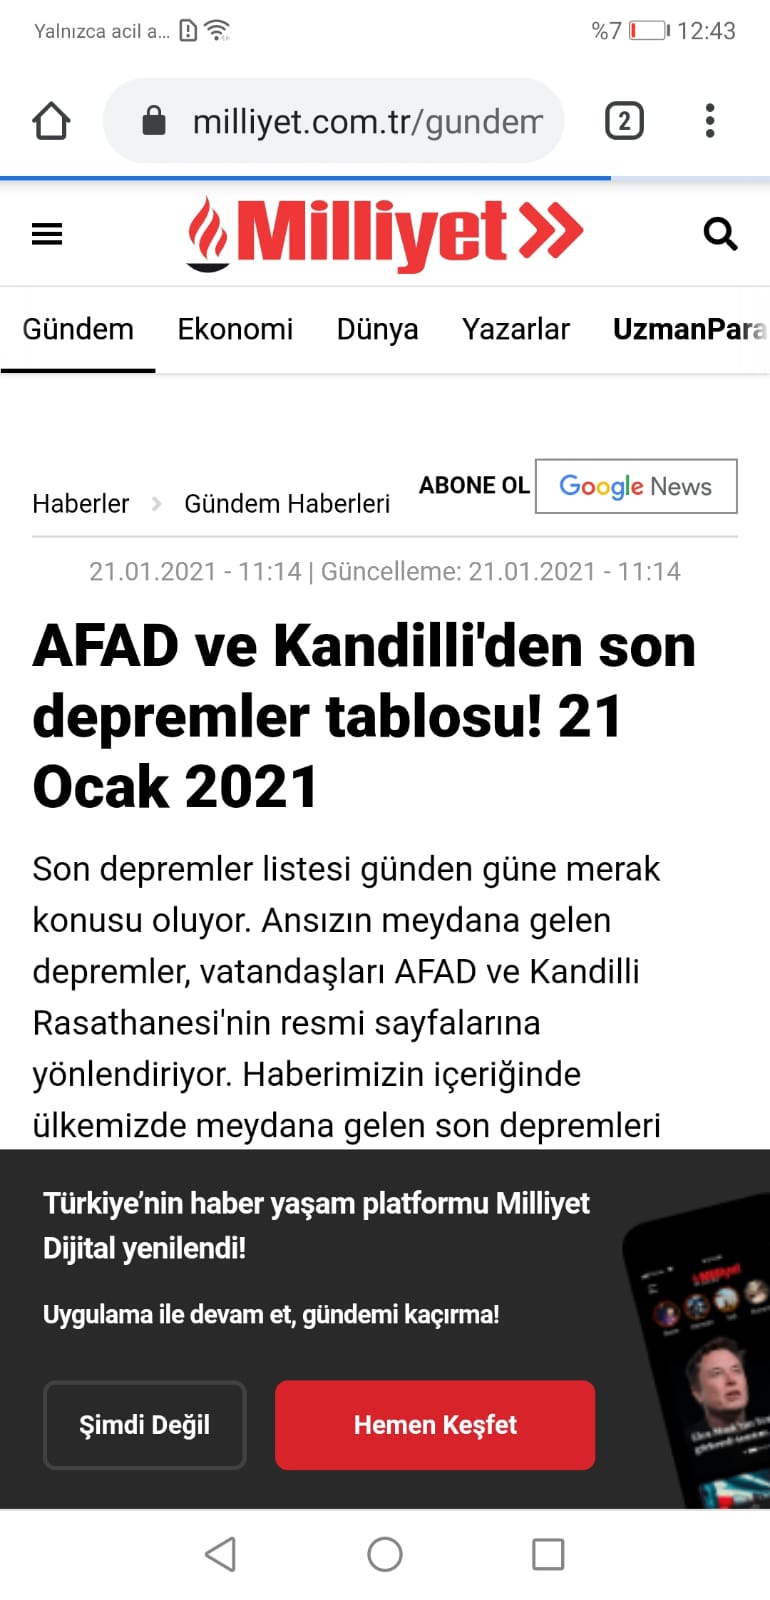 Yalnızca acil a...
%7 12:43
milliyet.com.tr/gundem
2
Milliyet
Gündem Ekonomi Dünya Yazarlar UzmanPara
ABONE OL Google News
Haberler > Gündem Haberleri
21.01.2021 - 11:14 | Güncelleme: 21.01.2021 - 11:14
AFAD ve Kandilli'den son
depremler tablosu! 21
Ocak 2021
Son depremler listesi günden güne merak
konusu oluyor. Ansızın meydana gelen
depremler, vatandaşları AFAD ve Kandilli
Rasathanesi'nin resmi sayfalarına
yönlendiriyor. Haberimizin içeriğinde
ülkemizde meydana gelen son depremleri
Türkiye’nin haber yaşam platformu Milliyet
Dijital yenilendi!
Uygulama ile devam et, gündemi kaçırma!
Şimdi Değil
Hemen Keşfet
Milliyet